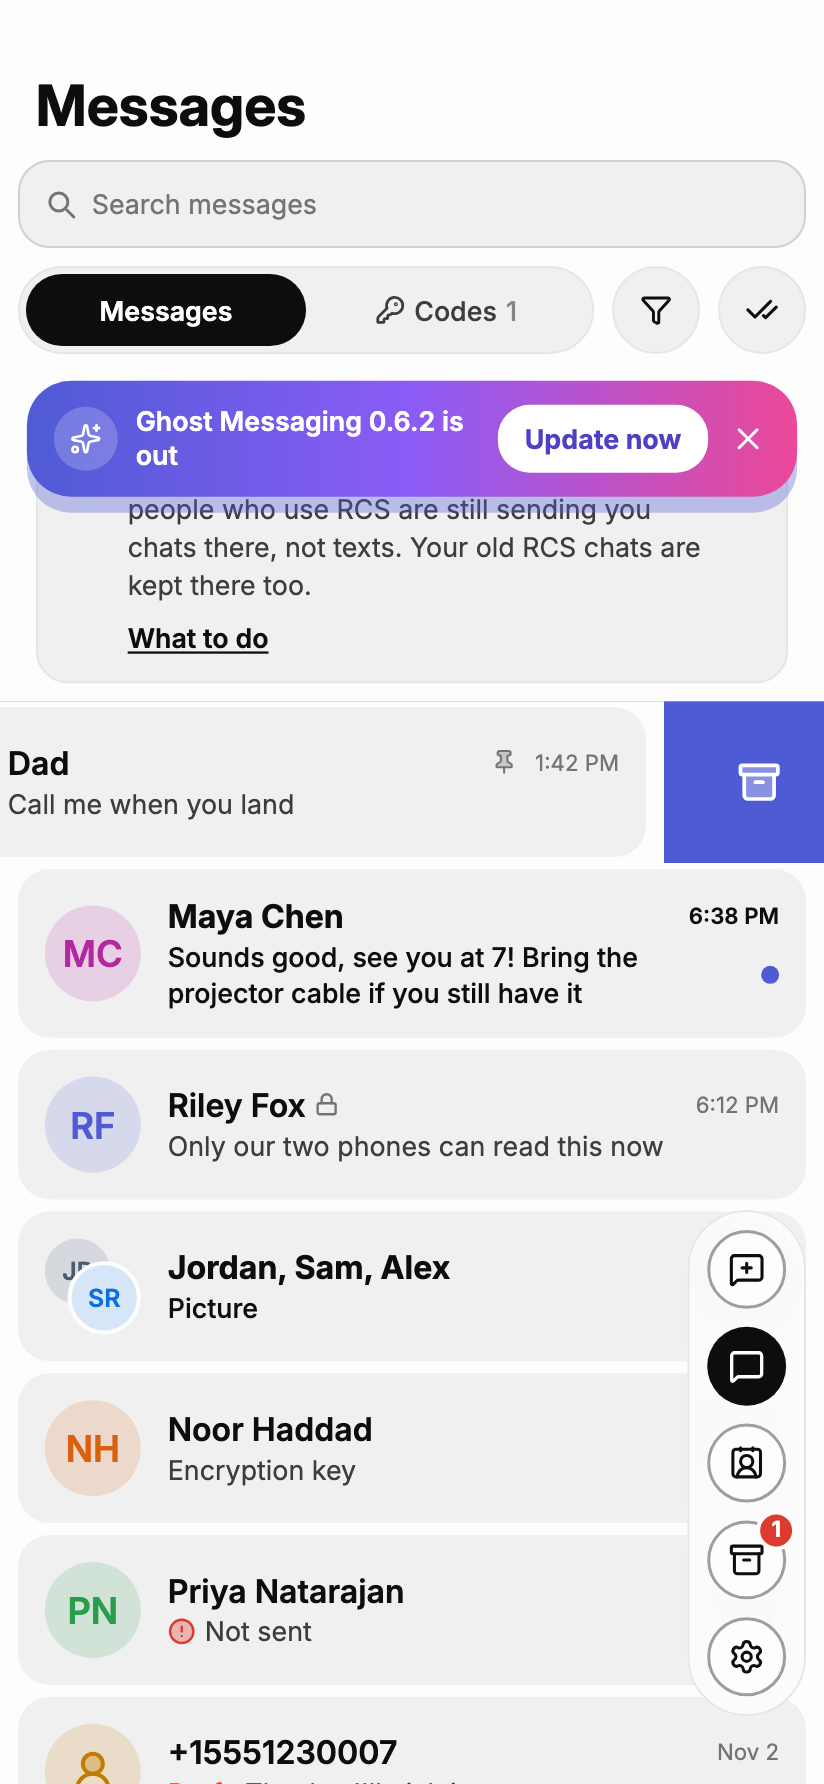 Messages
Search messages
Messages
Codes 1
Ghost Messaging 0.6.2 is
out
Update now
people who use RCS are still sending you
chats there, not texts. Your old RCS chats are
kept there too.
What to do
Dad
1:42 PM
Call me when you land
MC
Maya Chen
6:38 PM
Sounds good, see you at 7! Bring the
projector cable if you still have it
RF
Riley Fox
6:12 PM
Only our two phones can read this now
SR
Jordan, Sam, Alex
Picture
NH
Noor Haddad
Encryption key
1
PN
Priya Natarajan
Not sent
+15551230007
Nov 2